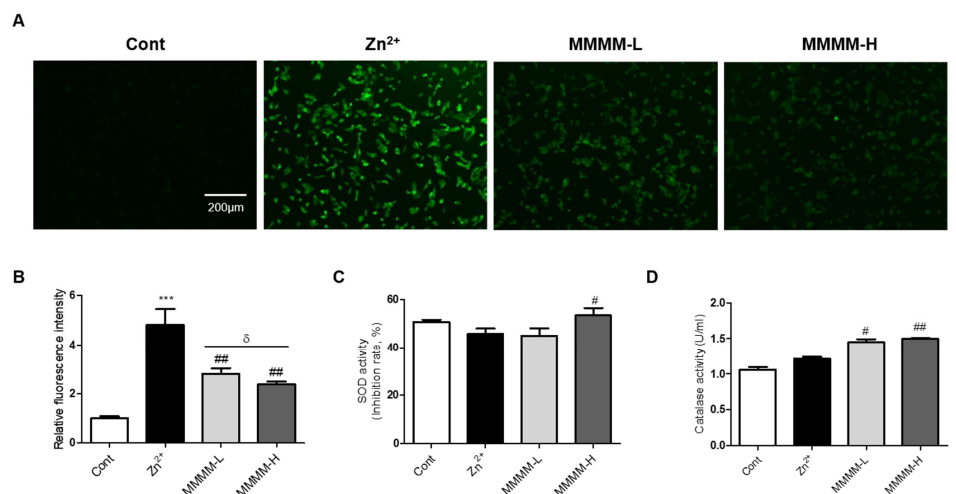 A
Cont
Zn²⁺
MMMM-L
MMMM-H
200μm
B
Relative fluorescence intensity
6
4
2
0
***
δ
##
##
Cont
Zn²⁺
MMMM-L
MMMM-H
C
SOD activity
(Inhibition rate, %)
60
40
20
0
#
Cont
Zn²⁺
MMMM-L
MMMM-H
D
Catalase activity (U/ml)
2.0
1.5
1.0
0.5
0.0
#
##
Cont
Zn²⁺
MMMM-L
MMMM-H